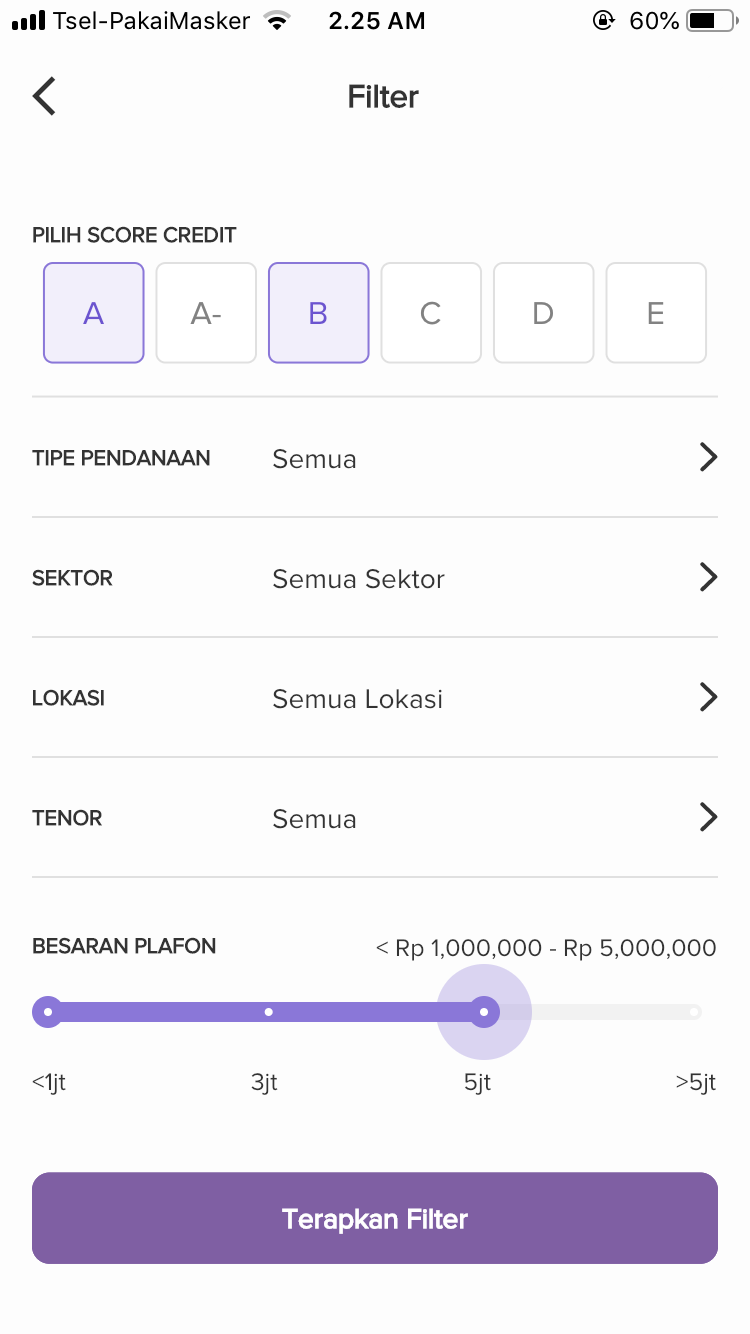 Tsel-PakaiMasker 2.25 AM 60%
Filter
PILIH SCORE CREDIT
A A- B C D E
TIPE PENDANAAN Semua
SEKTOR Semua Sektor
LOKASI Semua Lokasi
TENOR Semua
BESARAN PLAFON < Rp 1,000,000 - Rp 5,000,000
<1jt 3jt 5jt >5jt
Terapkan Filter